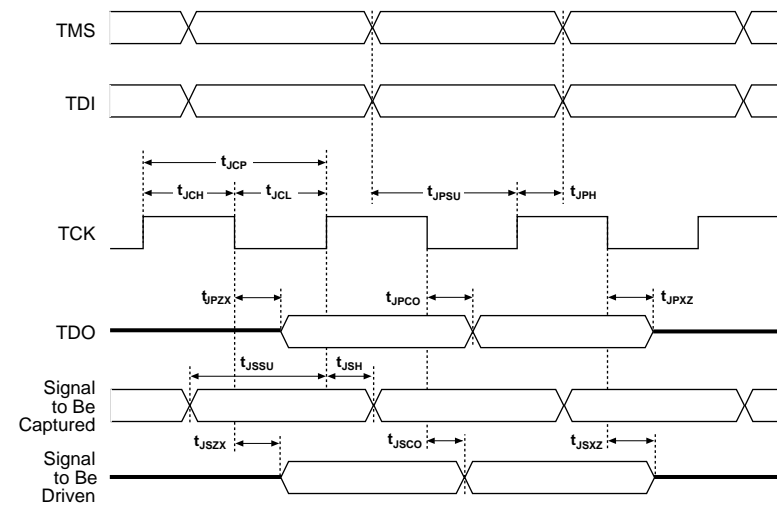 TMS
TDI
tJCP
tJCH
tJCL
tJPSU
tJPH
TCK
tJPZX
tJPCO
tJPXZ
TDO
tJSSU
tJSH
Signal
to Be
Captured
tJSZX
tJSCO
tJSXZ
Signal
to Be
Driven